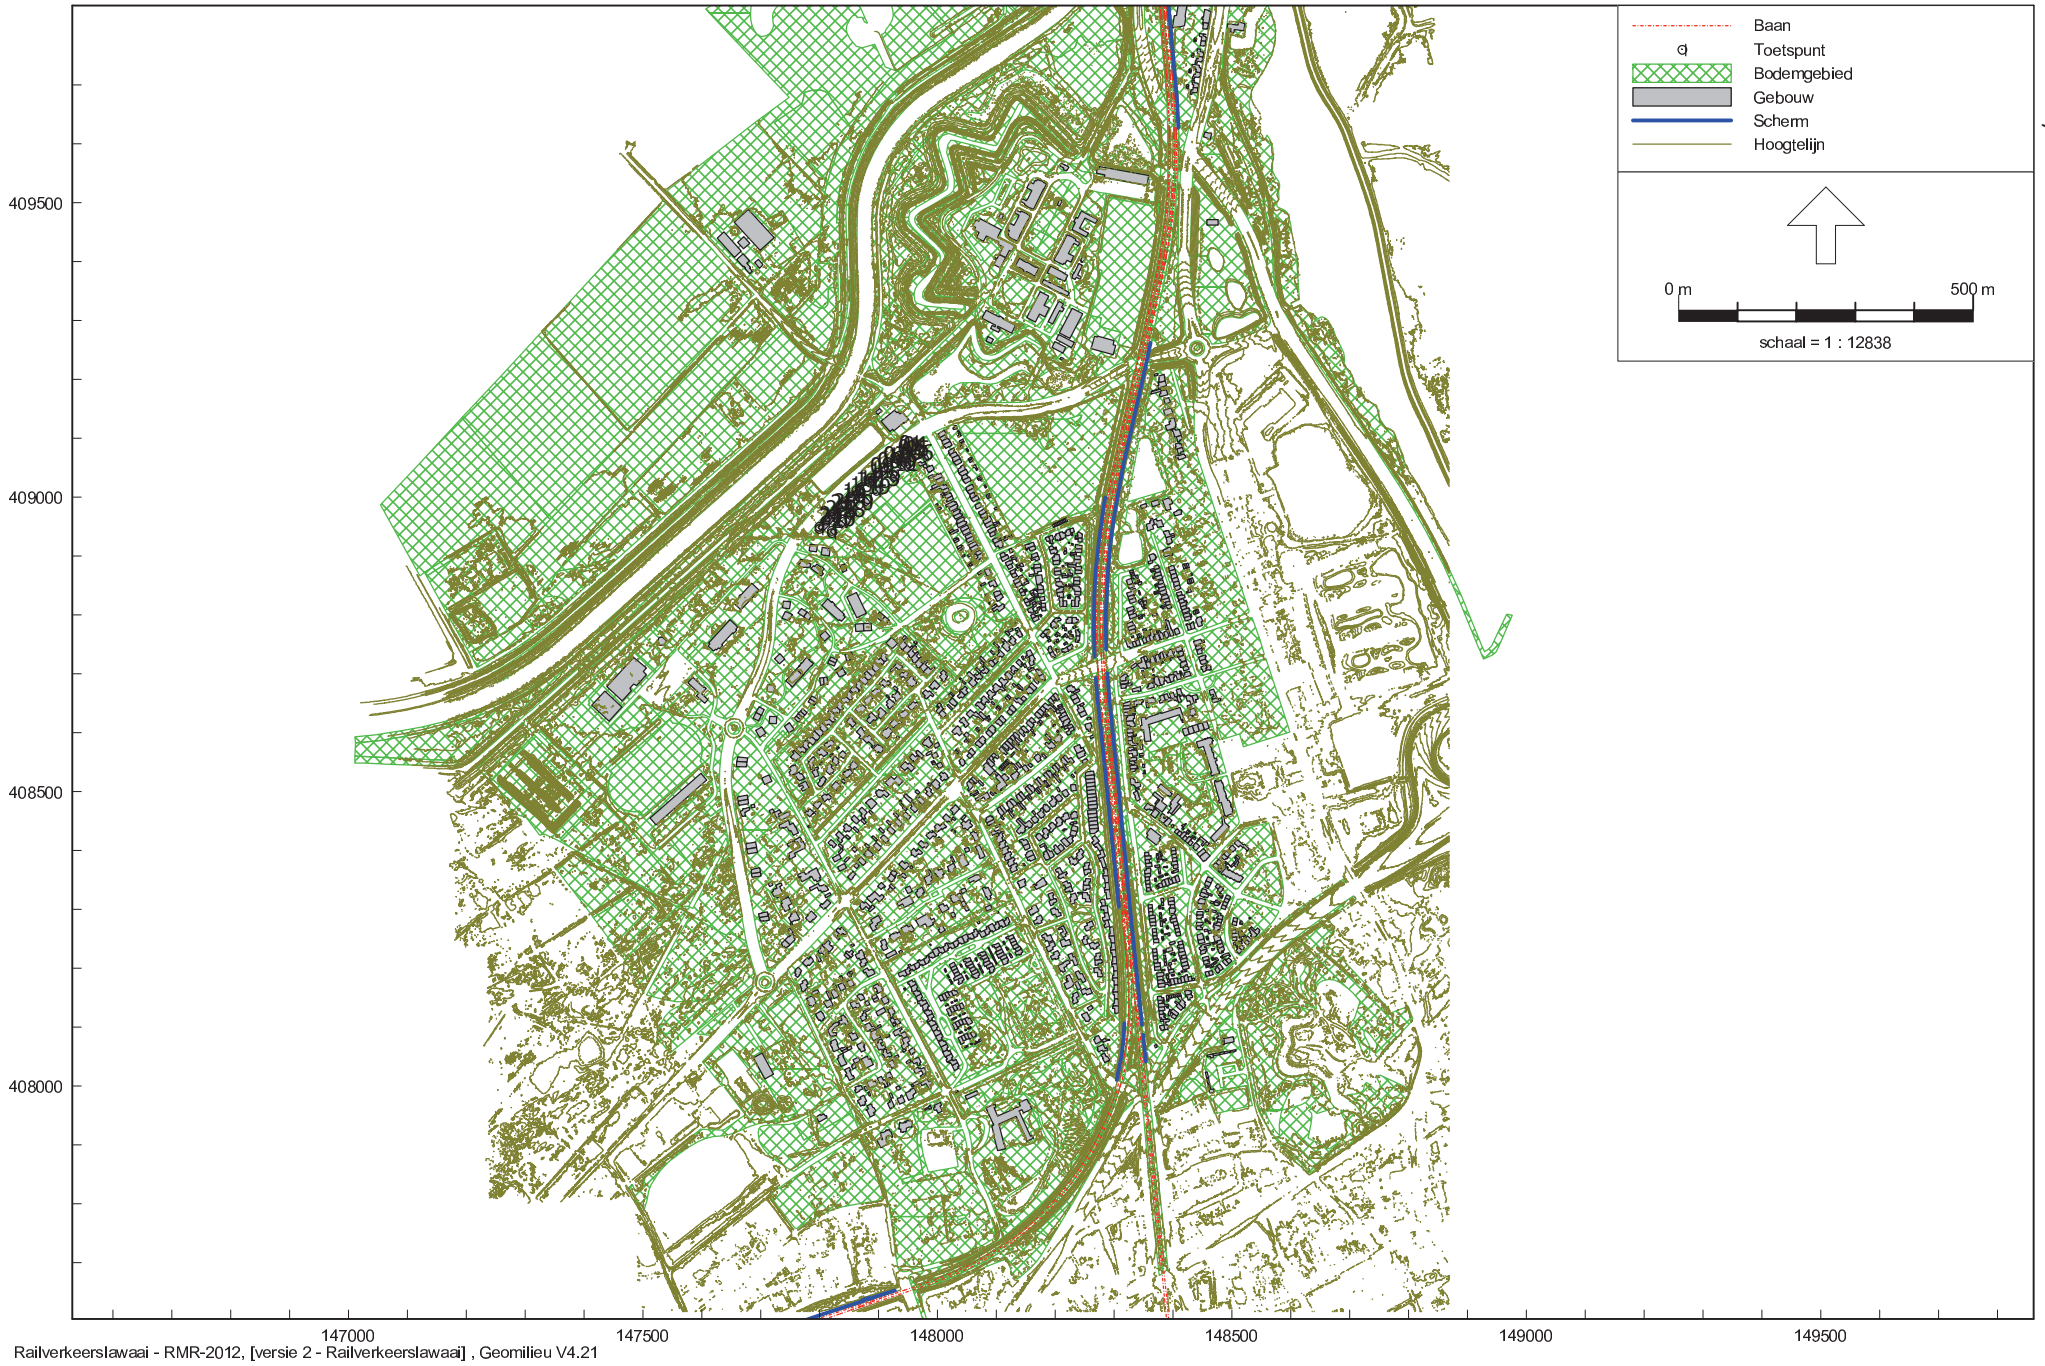 Baan
Toetspunt
Bodemgebied
Gebouw
Scherm
Hoogtelijn
0 m 500 m
schaal = 1 : 12838
409500
409000
408500
408000
147000 147500 148000 148500 149000 149500
Railverkeerslawaai - RMR-2012, [versie 2 - Railverkeerslawaai] , Geomilieu V4.21